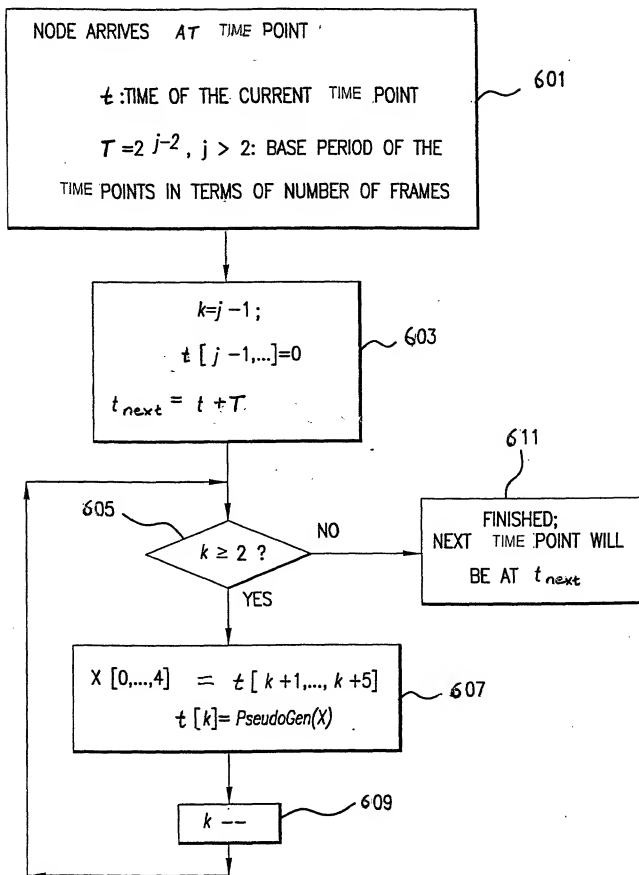 NODE ARRIVES AT TIME POINT
t :TIME OF THE CURRENT TIME POINT
T =2 j-2 , j > 2: BASE PERIOD OF THE
TIME POINTS IN TERMS OF NUMBER OF FRAMES
601
k=j -1 ;
t [ j -1,...]=0
t next = t +T
603
605
k ≥ 2 ?
NO
YES
611
FINISHED;
NEXT TIME POINT WILL
BE AT t next
X [0,...,4] = t [ k+1,..., k+5]
t [k]= PseudoGen(X)
607
k --
609